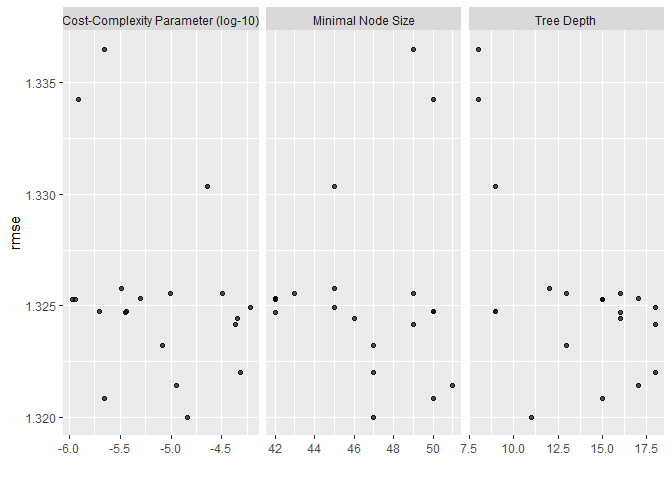 Cost-Complexity Parameter (log-10) Minimal Node Size Tree Depth
1.335
1.330
rmse
1.325
1.320
-6.0 -5.5 -5.0 -4.5 42 44 46 48 50 7.5 10.0 12.5 15.0 17.5